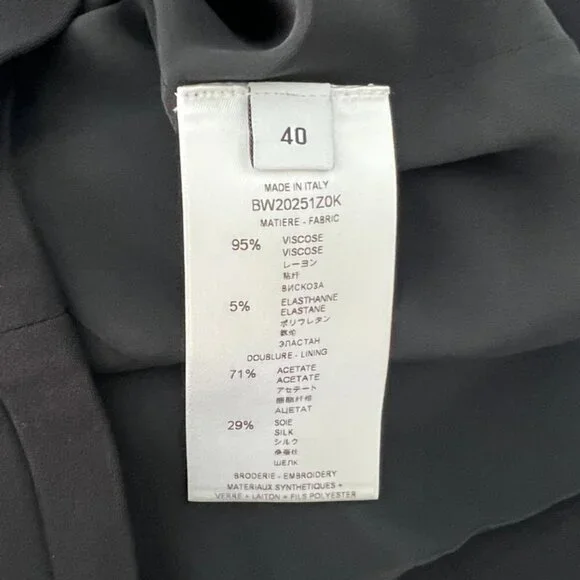 40
MADE IN ITALY
BW20251Z0K
MATIERE - FABRIC
95% VISCOSE
VISCOSE
レーヨン
粘纤
ВИСКОЗА
5% ELASTHANNE
ELASTANE
ポリウレタン
ЭЛАСТАН
DOUBLURE - LINING
71% ACETATE
ACETATE
アセテート
醋酸纤维
АЦЕТАТ
29% SOIE
SILK
シルク
桑蚕丝
ШЕЛК
BRODERIE - EMBROIDERY
MATERIAUX SYNTHETIQUES +
VERRE + LAITON + FILS POLYESTER